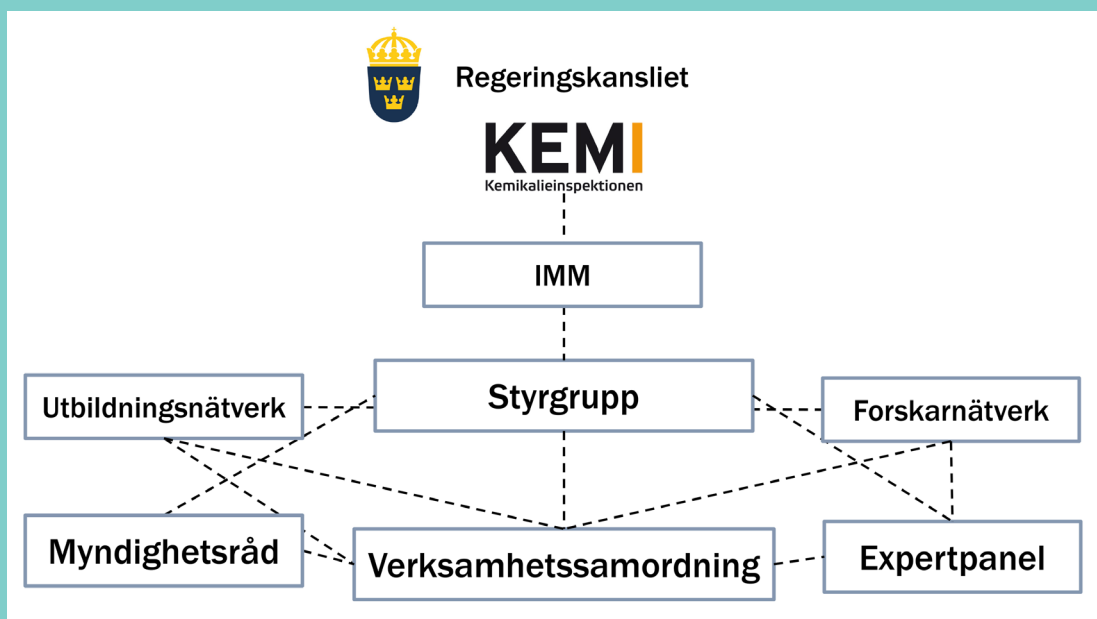 Regeringskansliet
KEMI
Kemikalieinspektionen
IMM
Styrgrupp
Utbildningsnätverk
Forskarnätverk
Myndighetsråd
Verksamhetssamordning
Expertpanel